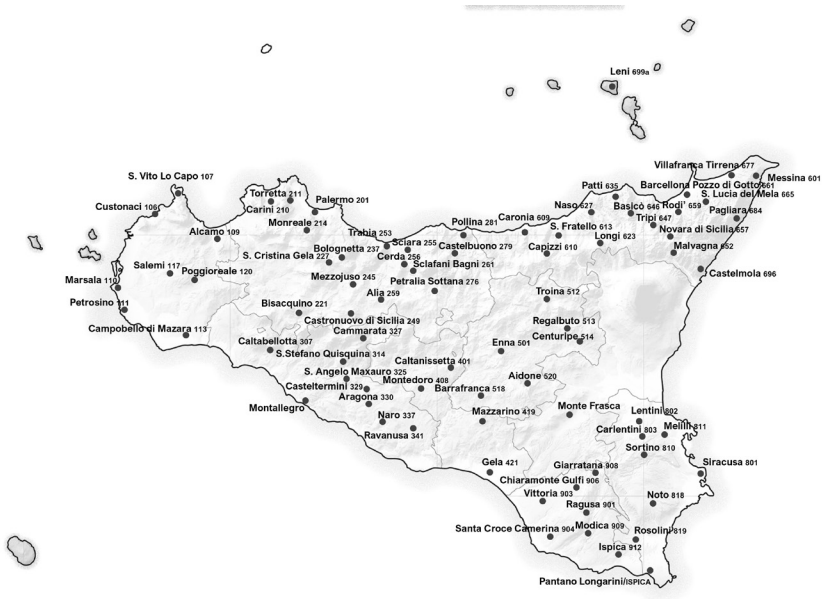 Leni 699a
Villafranca Tirrena 677
Messina 601
S. Vito Lo Capo 107
Torretta 211
Patti 635
Barcellona Pozzo di Gotto 661
S. Lucia del Mela 665
Custonaci 106
Carini 210
Palermo 201
Naso 627
Basicò 646
Rodi' 659
Pagliara 684
Monreale 214
Pollina 281
Caronia 609
Tripi 647
Alcamo 109
Trabia 253
S. Fratello 613
Novara di Sicilia 657
Sciara 255
Longi 623
Bolognetta 237
Castelbuono 279
Capizzi 610
Malvagna 652
S. Cristina Gela 227
Cerda 256
Salemi 117
Sclafani Bagni 261
Poggioreale 120
Castelmola 696
Marsala 110
Mezzojuso 245
Petralia Sottana 276
Alia 259
Troina 512
Petrosino 111
Bisacquino 221
Castronuovo di Sicilia 249
Regalbuto 513
Campobello di Mazara 113
Cammarata 327
Centuripe 514
Caltabellotta 307
Enna 501
S.Stefano Quisquina 314
Caltanissetta 401
S. Angelo Maxauro 325
Montedoro 408
Aidone 520
Casteltermini 329
Barrafranca 518
Aragona 330
Montallegro
Monte Frasca
Naro 337
Mazzarino 419
Lentini 802
Carlentini 803
Melilli 811
Ravanusa 341
Sortino 810
Gela 421
Giarratana 908
Siracusa 801
Chiaramonte Gulfi 906
Vittoria 903
Noto 818
Ragusa 901
Santa Croce Camerina 904
Modica 909
Rosolini 819
Ispica 912
Pantano Longarini/ISPICA